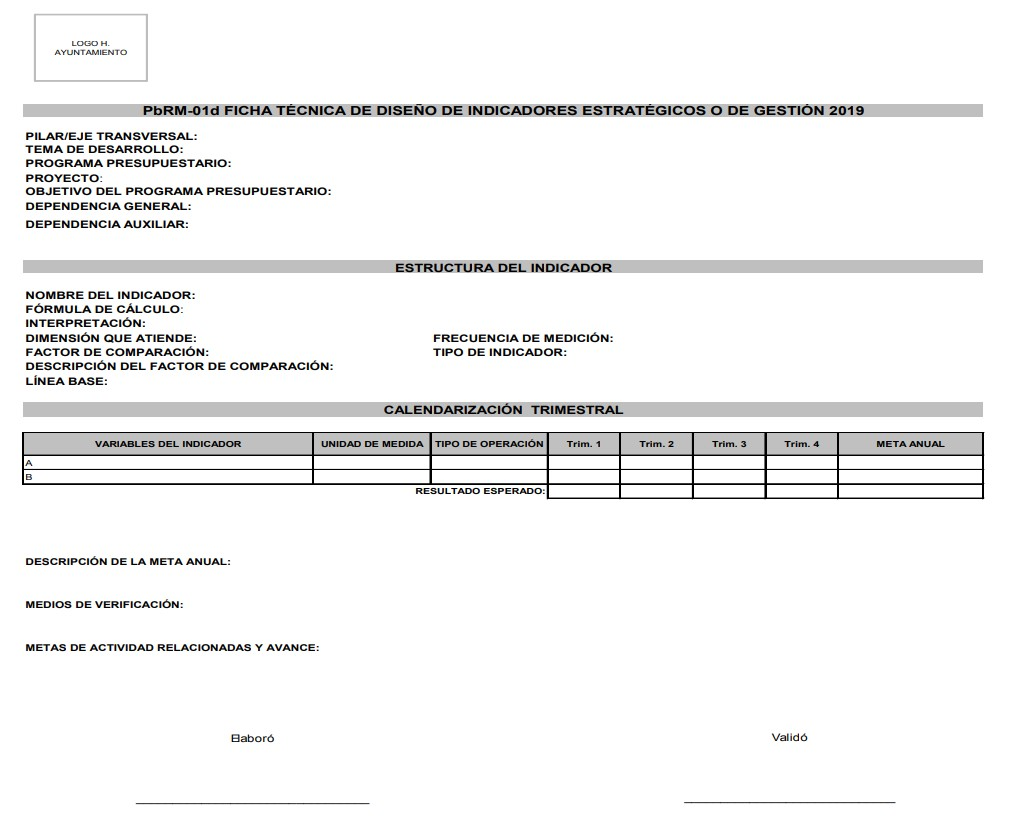 LOGO H.
AYUNTAMIENTO
PbRM-01d FICHA TÉCNICA DE DISEÑO DE INDICADORES ESTRATÉGICOS O DE GESTIÓN 2019
PILAR/EJE TRANSVERSAL:
TEMA DE DESARROLLO:
PROGRAMA PRESUPUESTARIO:
PROYECTO:
OBJETIVO DEL PROGRAMA PRESUPUESTARIO:
DEPENDENCIA GENERAL:
DEPENDENCIA AUXILIAR:
ESTRUCTURA DEL INDICADOR
NOMBRE DEL INDICADOR:
FÓRMULA DE CÁLCULO:
INTERPRETACIÓN:
DIMENSIÓN QUE ATIENDE: FRECUENCIA DE MEDICIÓN:
FACTOR DE COMPARACIÓN: TIPO DE INDICADOR:
DESCRIPCIÓN DEL FACTOR DE COMPARACIÓN:
LÍNEA BASE:
CALENDARIZACIÓN TRIMESTRAL
VARIABLES DEL INDICADOR UNIDAD DE MEDIDA TIPO DE OPERACIÓN Trim. 1 Trim. 2 Trim. 3 Trim. 4 META ANUAL
A
B
RESULTADO ESPERADO:
DESCRIPCIÓN DE LA META ANUAL:
MEDIOS DE VERIFICACIÓN:
METAS DE ACTIVIDAD RELACIONADAS Y AVANCE:
Elaboró Validó